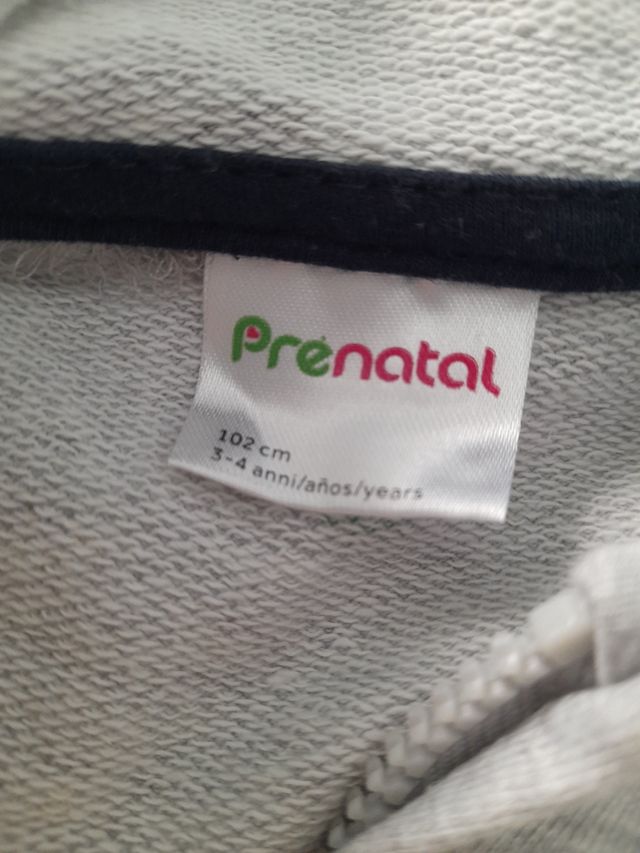 Prénatal
102 cm
3-4 anni/años/years